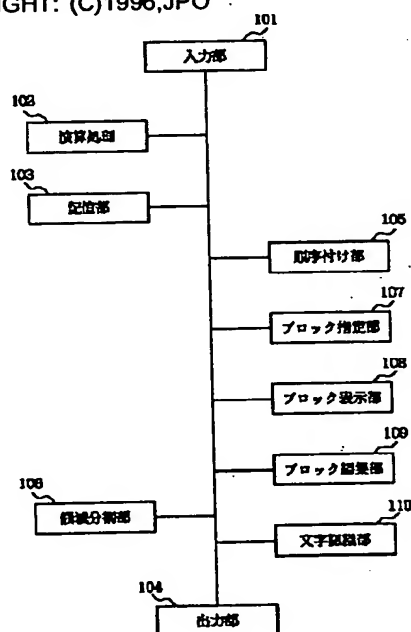 IGHT: (C)1996,JPO
101
入力部
102
演算処理
103
記憶部
105
順序付け部
107
ブロック指定部
108
ブロック表示部
109
ブロック編集部
106
領域分割部
110
文字認識部
104
出力部